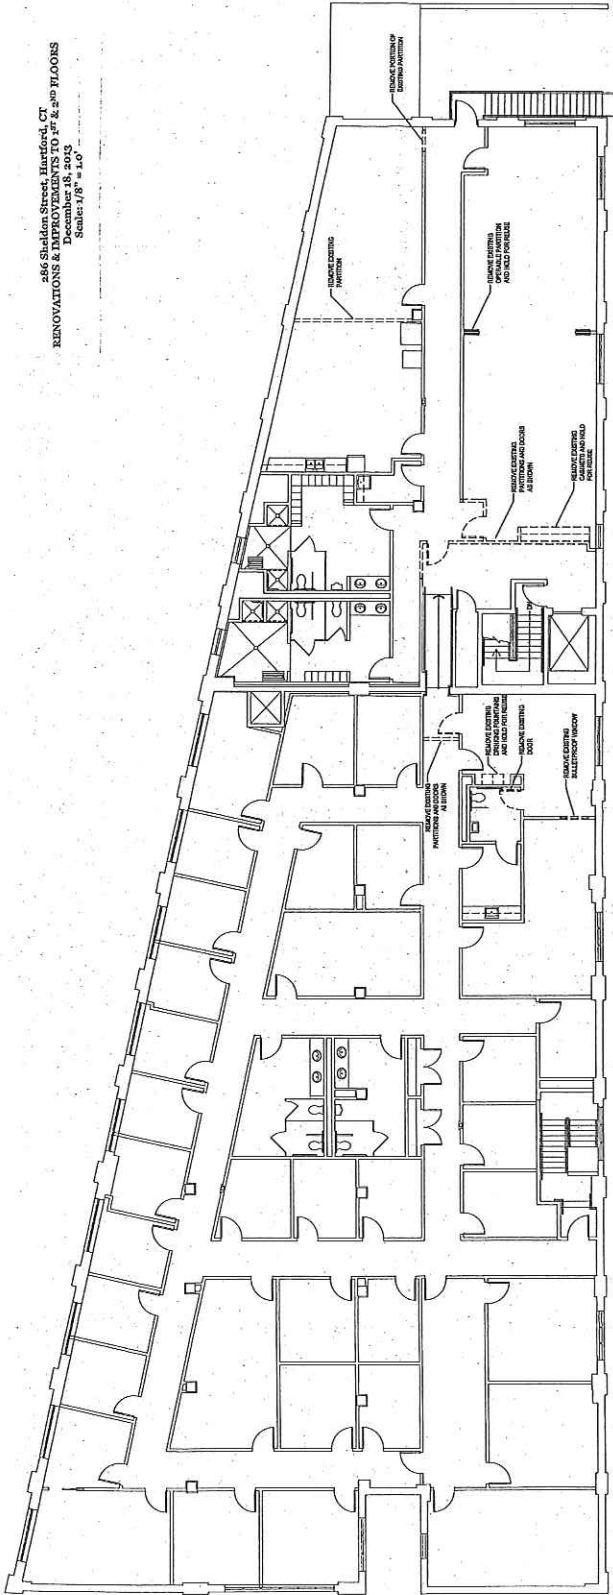 286 Sheldon Street, Hartford, CT
RENOVATIONS & IMPROVEMENTS TO 1ST & 2ND FLOORS
December 18, 2013
Scale: 1/8" = 1.0'
REMOVE PORTION OF
EXISTING PARTITION
REMOVE EXISTING
PARTITION
REMOVE EXISTING
OPERABLE PARTITION
AND HOLD FOR REUSE
REMOVE EXISTING
PARTITIONS AND DOORS
AS SHOWN
REMOVE EXISTING
CABINETS AND HOLD
FOR REUSE
DN
REMOVE EXISTING
PARTITIONS AND DOORS
AS SHOWN
REMOVE EXISTING
DRINKING FOUNTAINS
AND HOLD FOR REUSE
REMOVE EXISTING
DOOR
REMOVE EXISTING
BULLETPROOF WINDOW